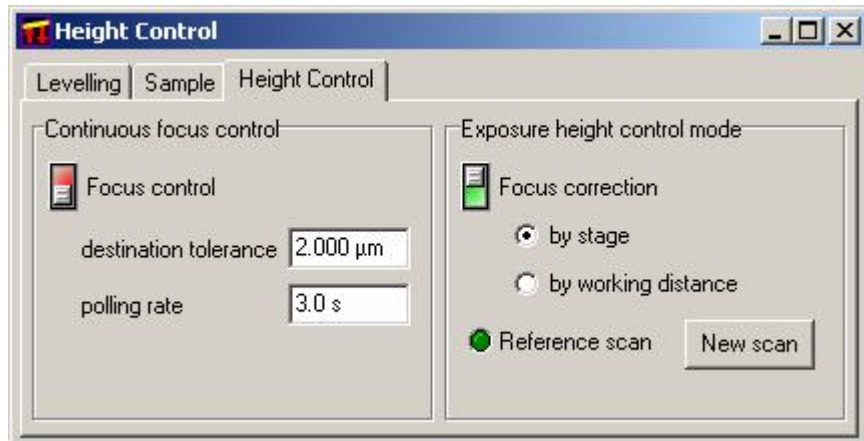 Height Control
Levelling Sample Height Control
Continuous focus control
Focus control
destination tolerance 2.000 µm
polling rate 3.0 s
Exposure height control mode
Focus correction
by stage
by working distance
Reference scan New scan